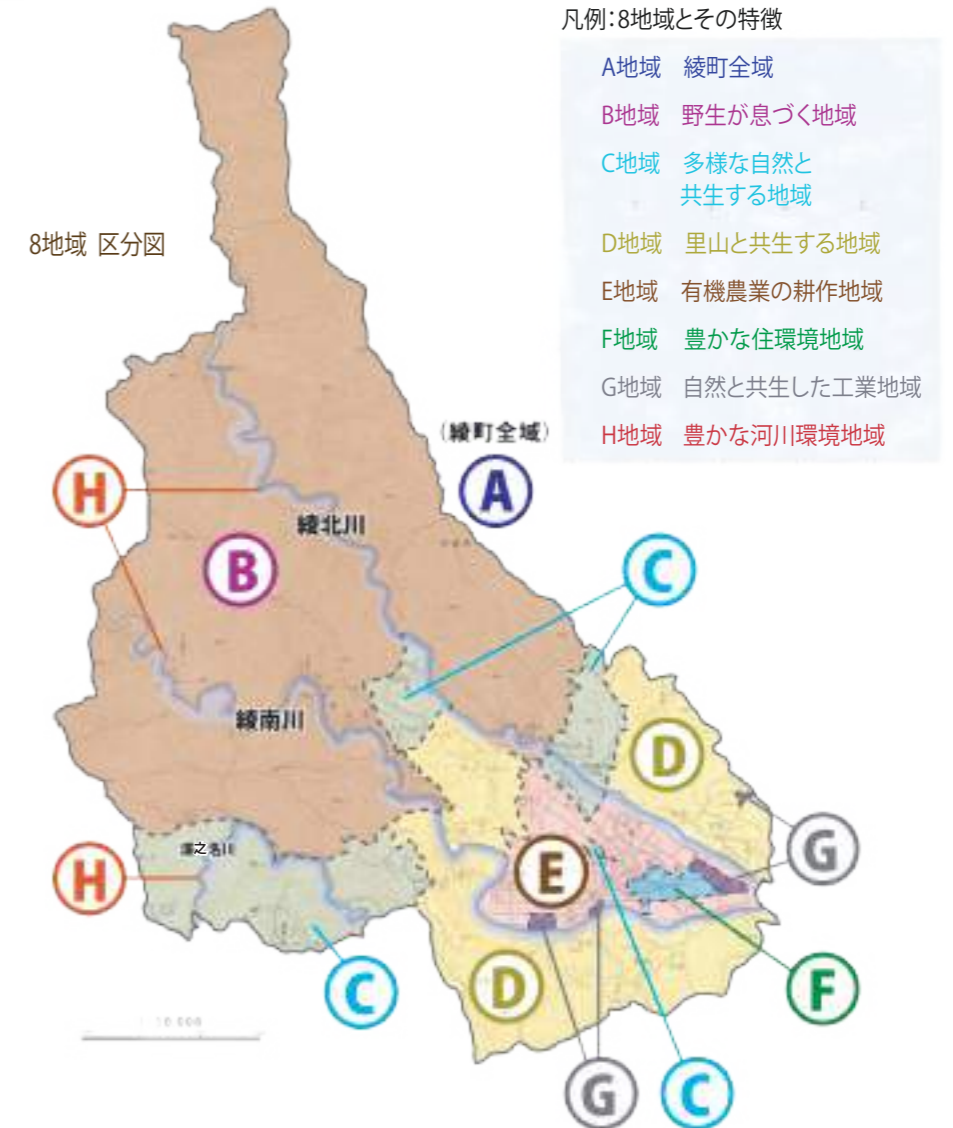 凡例：8地域とその特徴
A地域 綾町全域
B地域 野生が息づく地域
C地域 多様な自然と
共生する地域
D地域 里山と共生する地域
E地域 有機農業の耕作地域
F地域 豊かな住環境地域
G地域 自然と共生した工業地域
H地域 豊かな河川環境地域
8地域 区分図
(綾町全域)
A
H
綾北川
B
C
綾南川
D
H
E
G
C
D
F
G
C